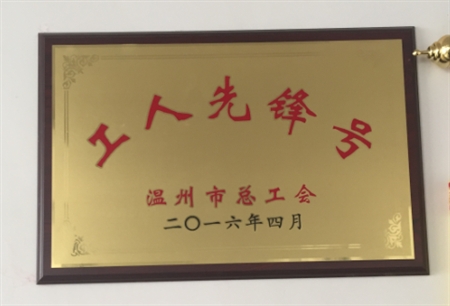 工人先锋号
温州市总工会
二〇一六年四月